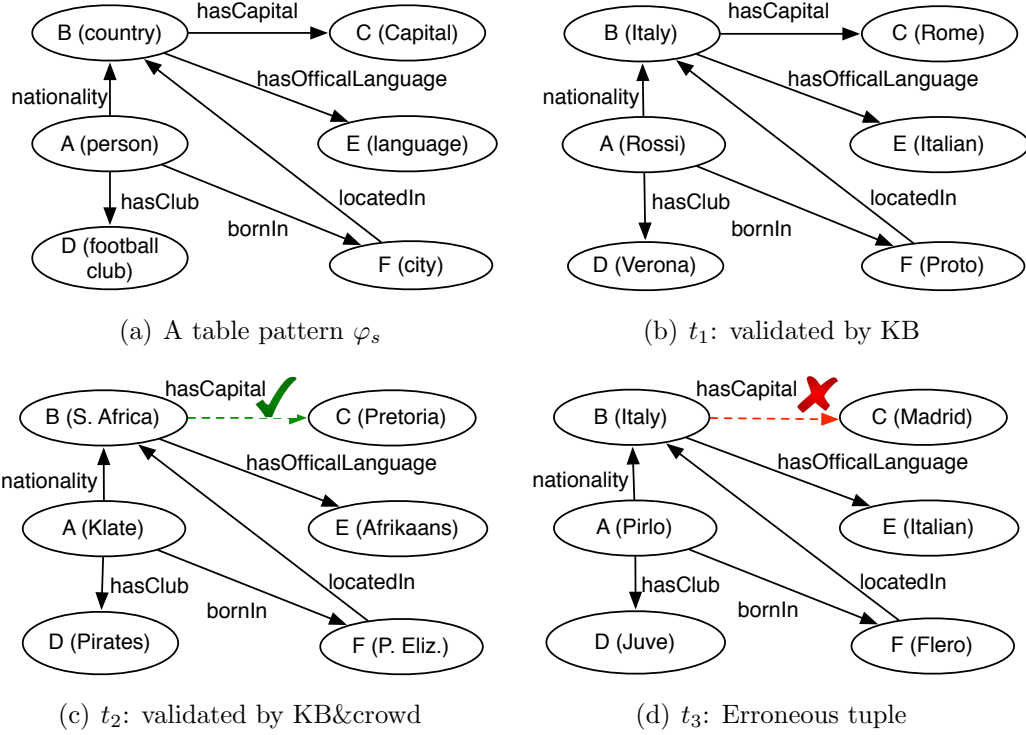 hasCapital
B (country)
C (Capital)
hasOfficalLanguage
nationality
A (person)
E (language)
hasClub
locatedIn
bornIn
D (football
club)
F (city)
(a) A table pattern φₛ
hasCapital
B (Italy)
C (Rome)
hasOfficalLanguage
nationality
A (Rossi)
E (Italian)
hasClub
locatedIn
bornIn
D (Verona)
F (Proto)
(b) t₁: validated by KB
hasCapital
B (S. Africa)
C (Pretoria)
hasOfficalLanguage
nationality
A (Klate)
E (Afrikaans)
hasClub
locatedIn
bornIn
D (Pirates)
F (P. Eliz.)
(c) t₂: validated by KB&crowd
hasCapital
B (Italy)
C (Madrid)
hasOfficalLanguage
nationality
A (Pirlo)
E (Italian)
hasClub
locatedIn
bornIn
D (Juve)
F (Flero)
(d) t₃: Erroneous tuple